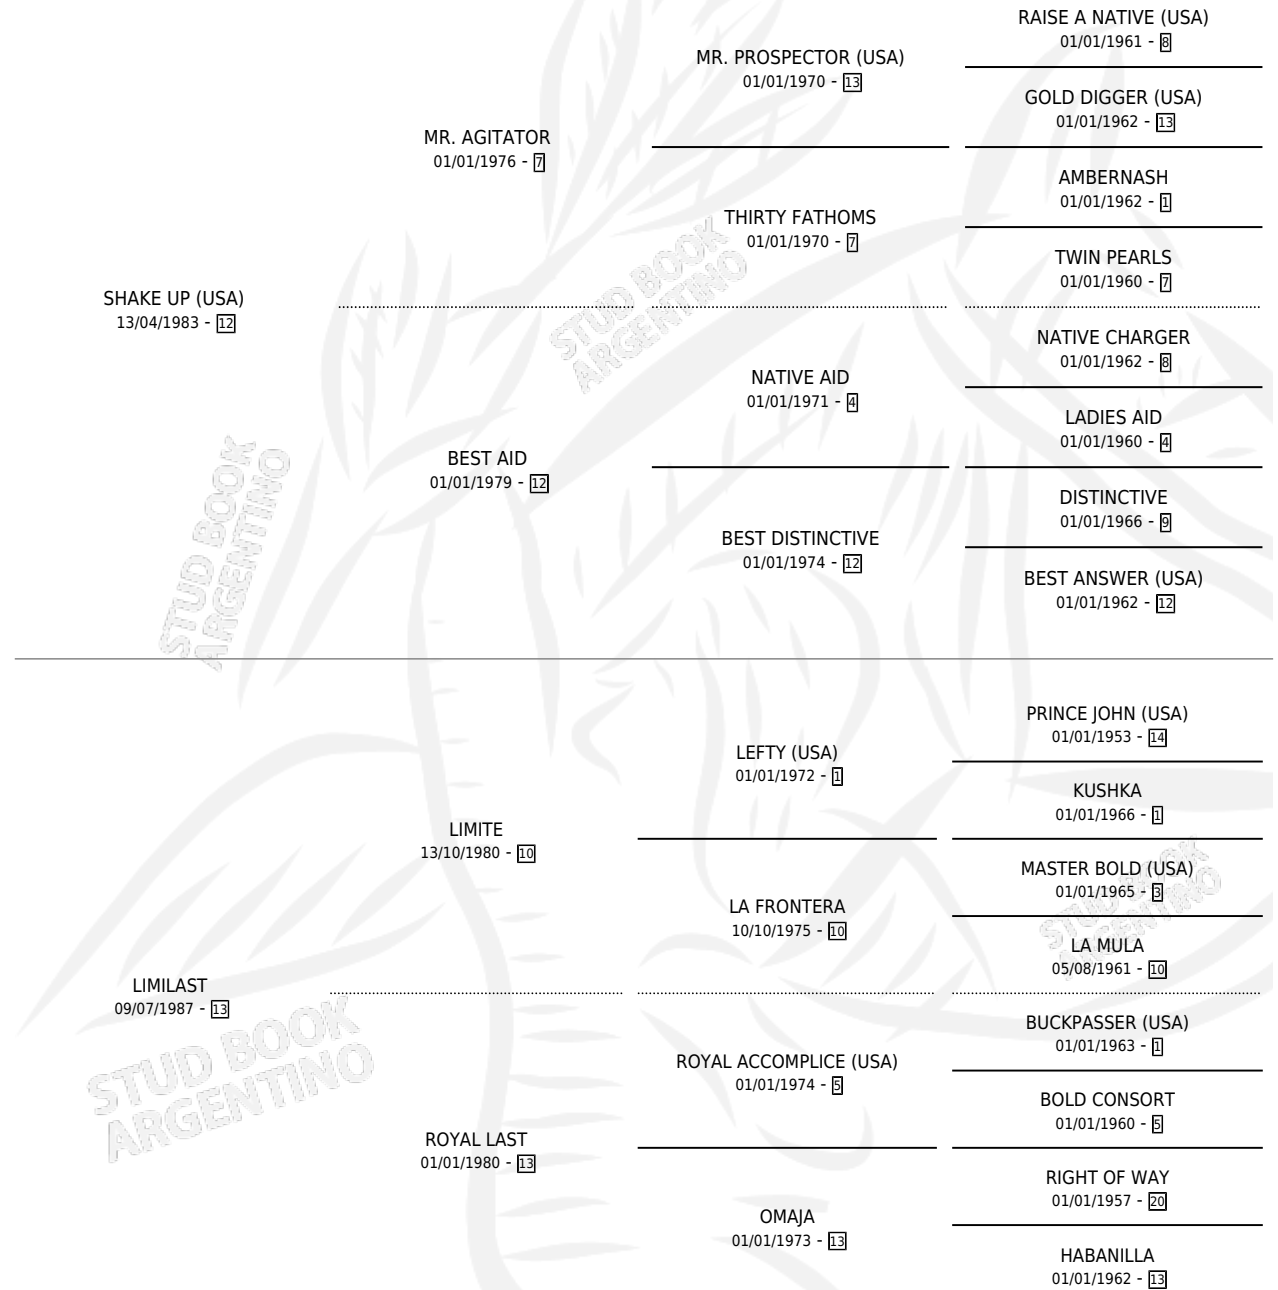 RAISE A NATIVE (USA)
01/01/1961 - 8
MR. PROSPECTOR (USA)
01/01/1970 - 13
GOLD DIGGER (USA)
01/01/1962 - 13
MR. AGITATOR
01/01/1976 - 7
AMBERNASH
01/01/1962 - 1
THIRTY FATHOMS
01/01/1970 - 7
TWIN PEARLS
01/01/1960 - 7
SHAKE UP (USA)
13/04/1983 - 12
STUD BOOK
ARGENTINO
NATIVE CHARGER
01/01/1962 - 8
NATIVE AID
01/01/1971 - 4
LADIES AID
01/01/1960 - 4
BEST AID
01/01/1979 - 12
DISTINCTIVE
01/01/1966 - 9
BEST DISTINCTIVE
01/01/1974 - 12
BEST ANSWER (USA)
01/01/1962 - 12
STUD BOOK
ARGENTINO
PRINCE JOHN (USA)
01/01/1953 - 14
LEFTY (USA)
01/01/1972 - 1
KUSHKA
01/01/1966 - 1
LIMITE
13/10/1980 - 10
MASTER BOLD (USA)
01/01/1965 - 3
LA FRONTERA
10/10/1975 - 10
LA MULA
05/08/1961 - 10
STUD BOOK
ARGENTINO
LIMILAST
09/07/1987 - 13
STUD BOOK
ARGENTINO
BUCKPASSER (USA)
01/01/1963 - 1
ROYAL ACCOMPLICE (USA)
01/01/1974 - 5
BOLD CONSORT
01/01/1960 - 5
ROYAL LAST
01/01/1980 - 13
RIGHT OF WAY
01/01/1957 - 20
OMAJA
01/01/1973 - 13
HABANILLA
01/01/1962 - 13